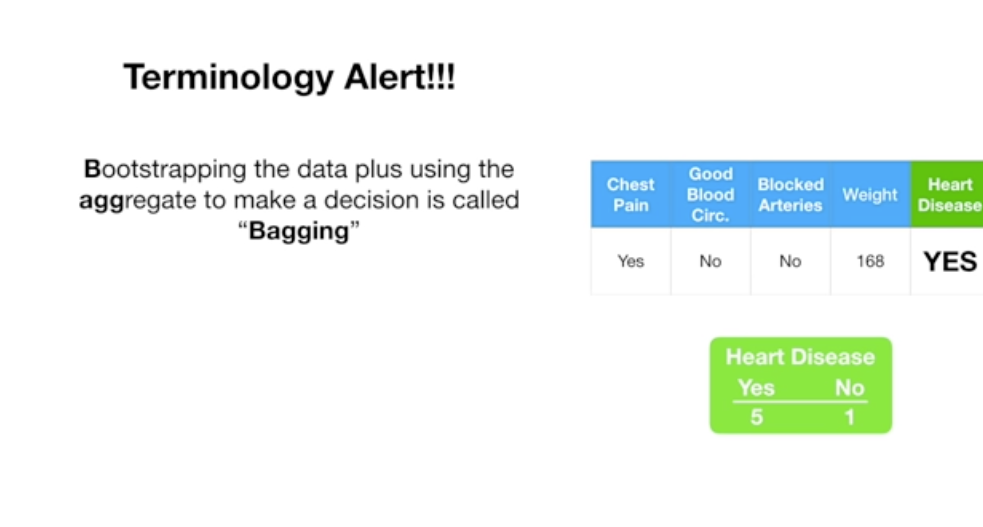 Terminology Alert!!!
Bootstrapping the data plus using the
aggregate to make a decision is called
“Bagging”
Chest Pain Good Blood Circ. Blocked Arteries Weight Heart Disease
Yes No No 168 YES
Heart Disease
Yes No
5 1